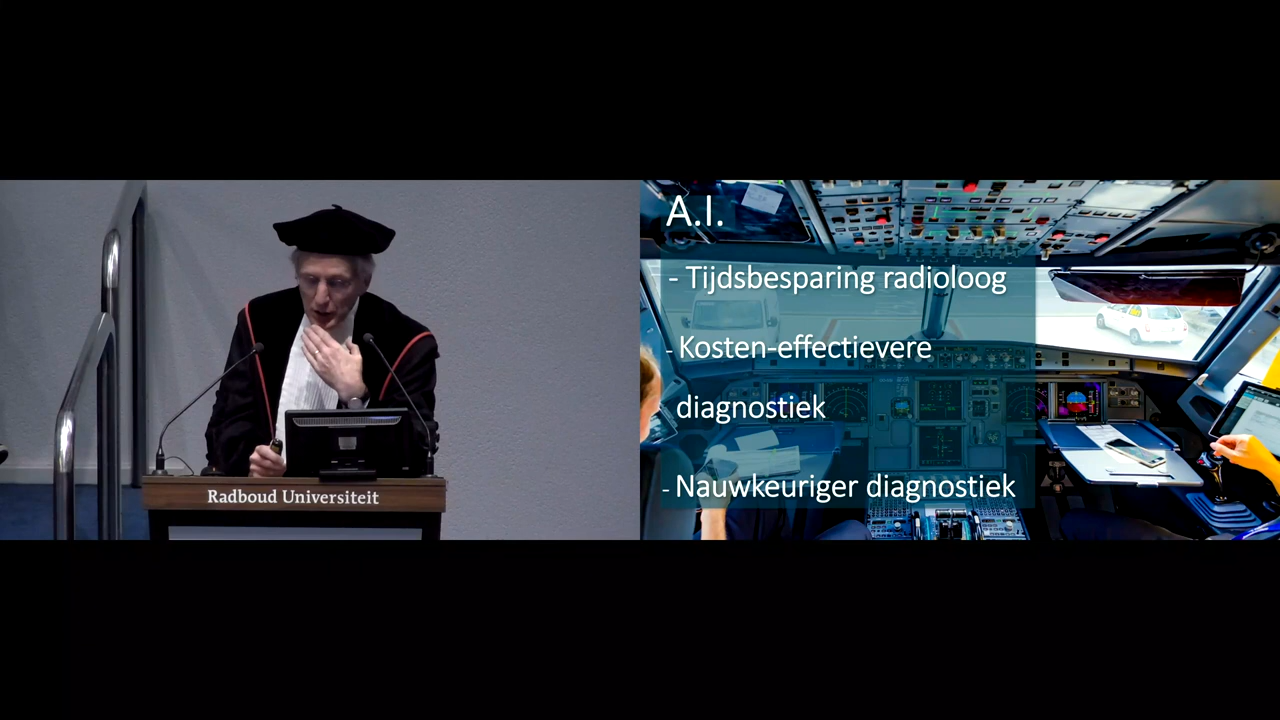 Radboud Universiteit
A.I.
- Tijdsbesparing radioloog
- Kosten-effectievere
diagnostiek
- Nauwkeuriger diagnostiek